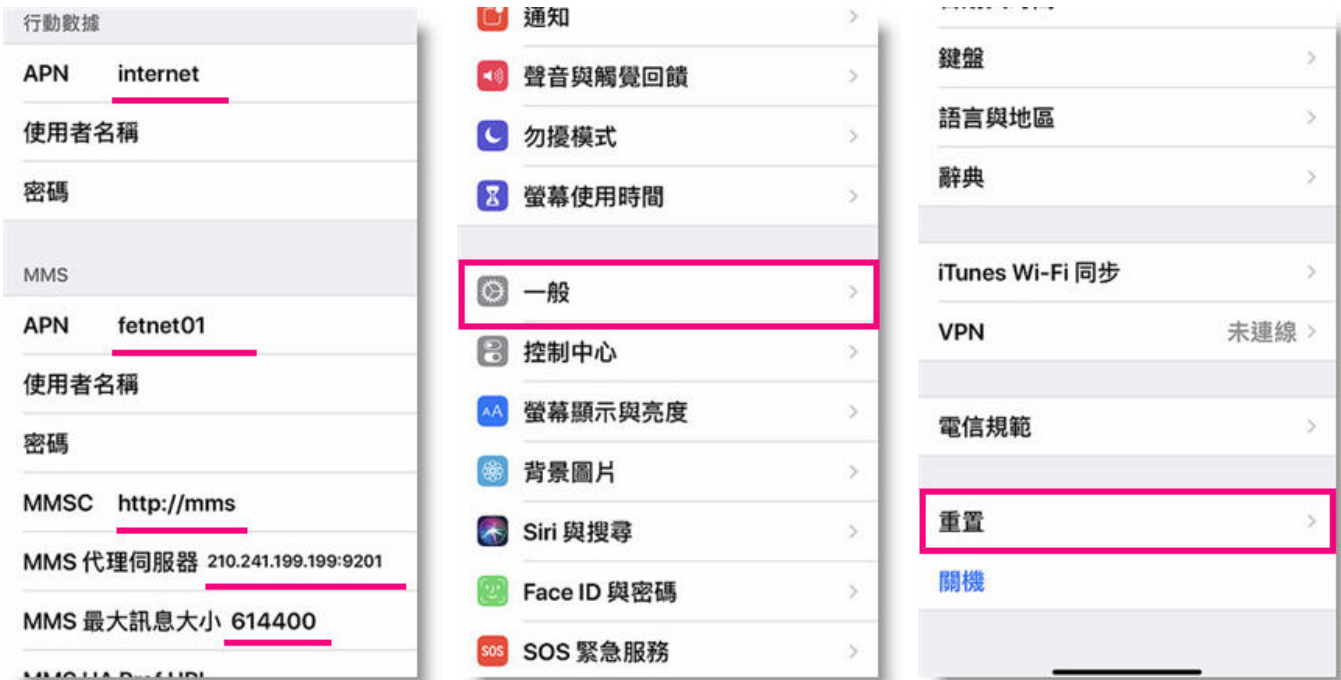 行動數據
APN internet
使用者名稱
密碼
MMS
APN fetnet01
使用者名稱
密碼
MMSC http://mms
MMS 代理伺服器 210.241.199.199:9201
MMS 最大訊息大小 614400
通知
聲音與觸覺回饋
勿擾模式
螢幕使用時間
一般
控制中心
AA 螢幕顯示與亮度
背景圖片
Siri 與搜尋
Face ID 與密碼
SOS SOS 緊急服務
鍵盤
語言與地區
辭典
iTunes Wi-Fi 同步
VPN 未連線
電信規範
重置
關機